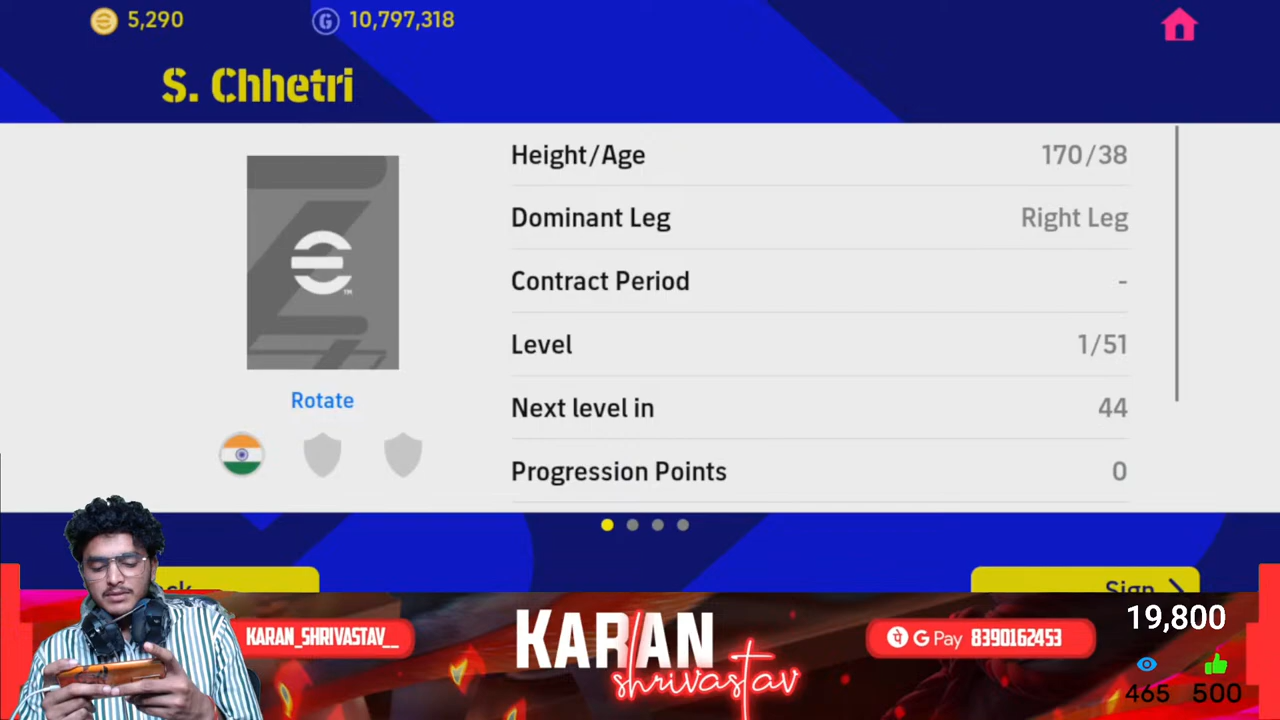 5,290
G 10,797,318
S. Chhetri
Height/Age 170/38
Dominant Leg Right Leg
Contract Period -
Level 1/51
Next level in 44
Progression Points 0
Rotate
Sign
KARAN_SHRIVASTAV__
KARAN
shrivastav
पे G Pay 8390162453
19,800
465 500